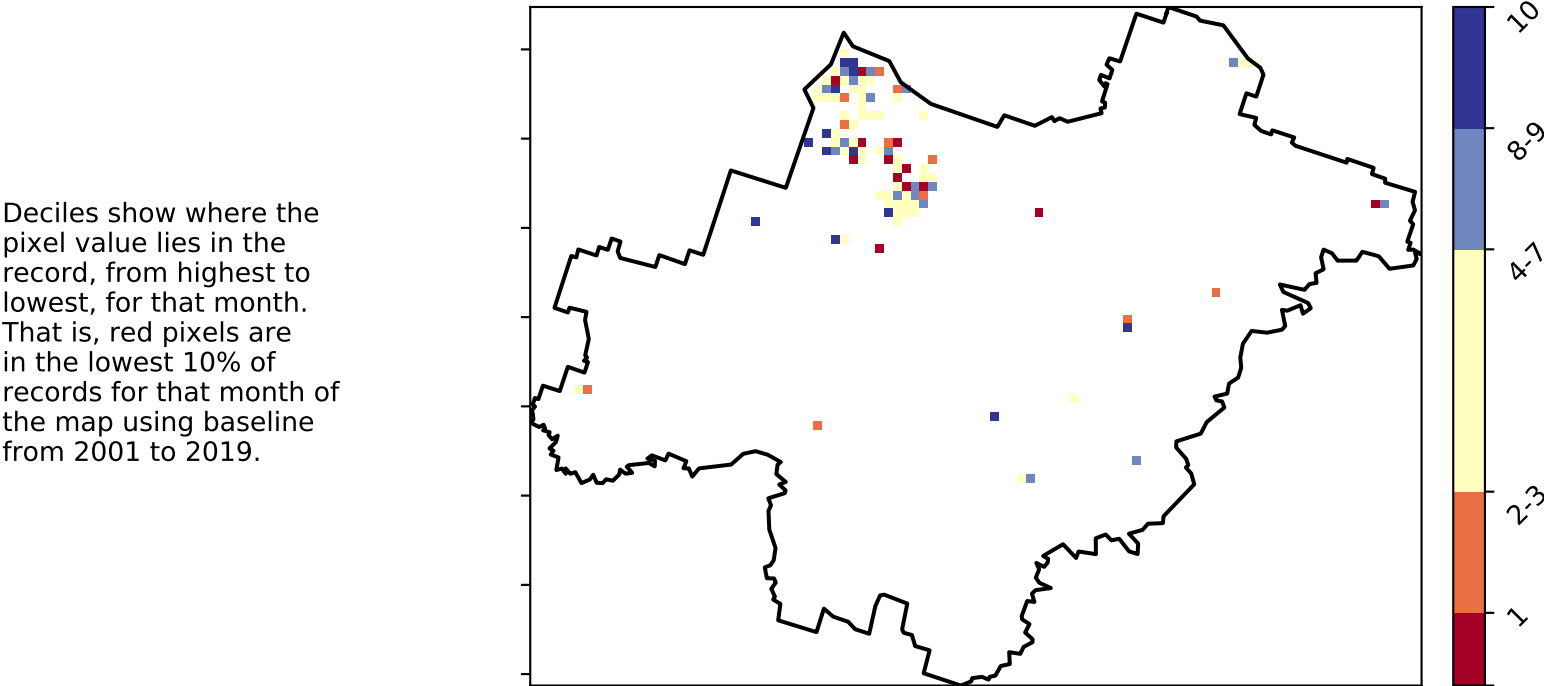 Deciles show where the
pixel value lies in the
record, from highest to
lowest, for that month.
That is, red pixels are
in the lowest 10% of
records for that month of
the map using baseline
from 2001 to 2019.
10
8-9
4-7
2-3
1